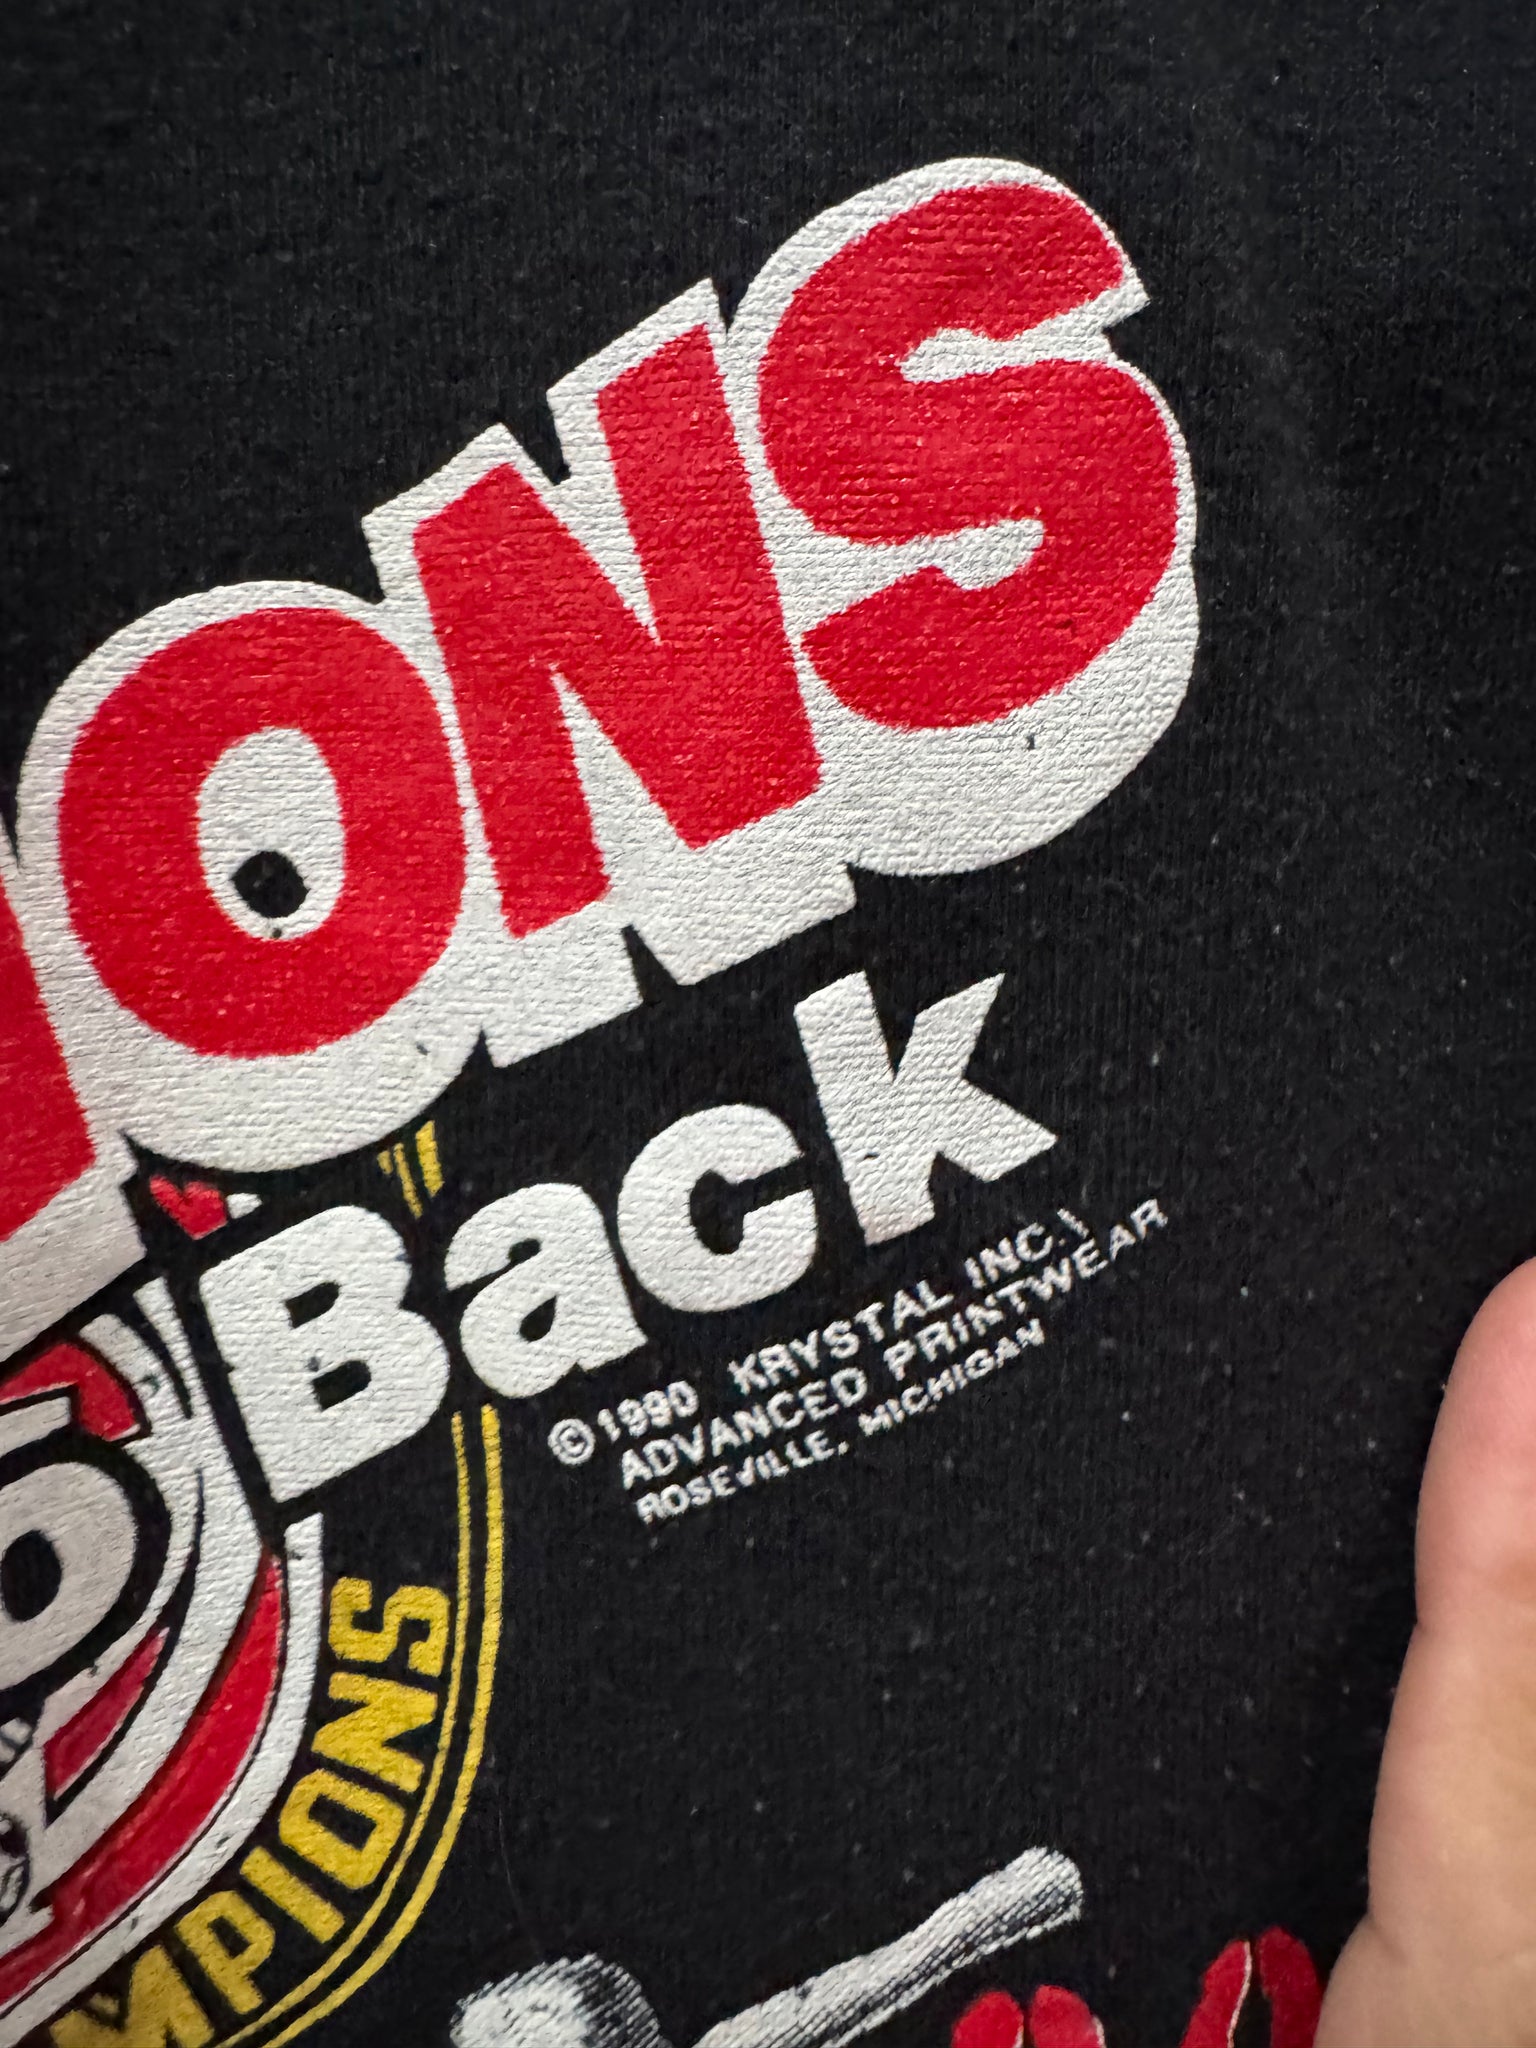 IONS
Back
© 1990 KRYSTAL INC.\
ADVANCED PRINTWEAR
ROSEVILLE, MICHIGAN
MPIONS